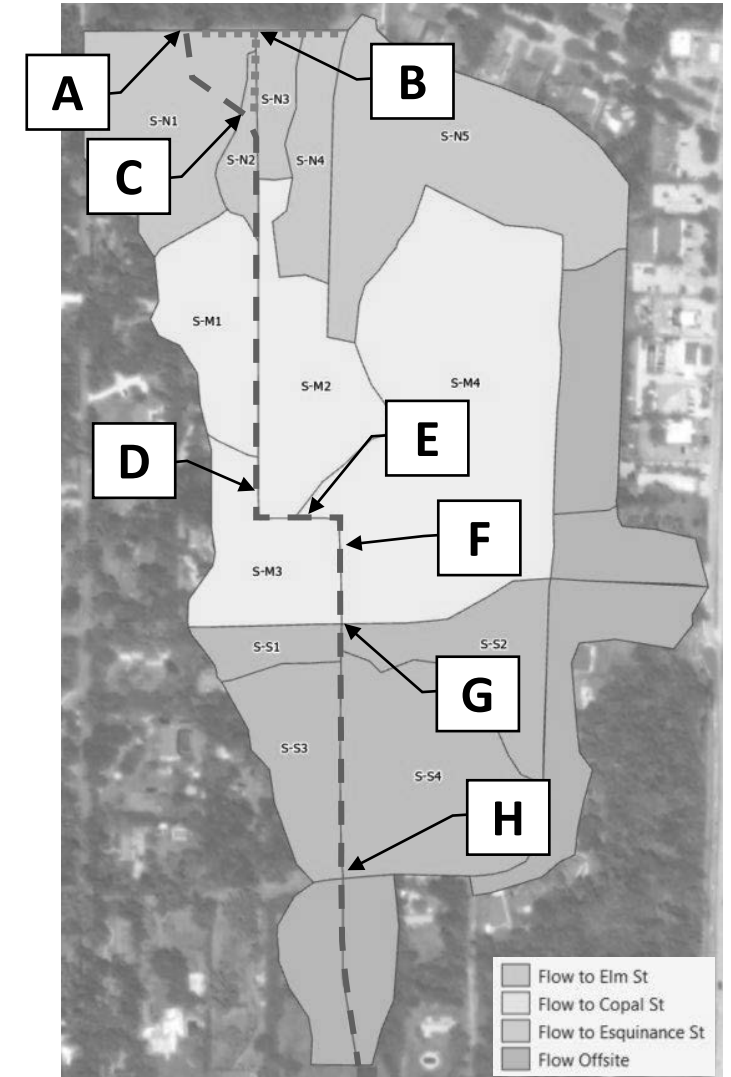 A
B
S-N3
S-N1
S-N5
C
S-N2
S-N4
S-M1
S-M2
S-M4
E
D
F
S-M3
S-S1
S-S2
G
S-S3
S-S4
H
Flow to Elm St
Flow to Copal St
Flow to Esquinance St
Flow Offsite